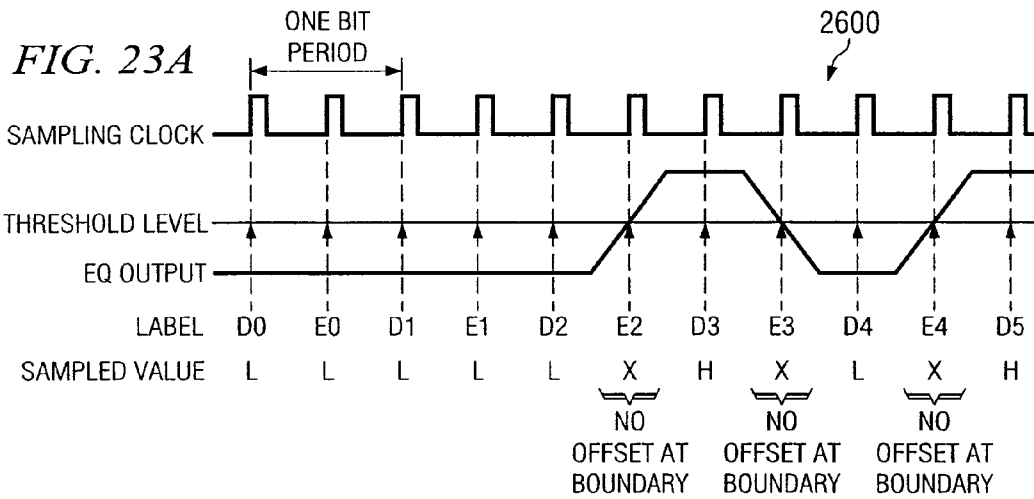 ONE BIT
PERIOD
2600
FIG. 23A
SAMPLING CLOCK
THRESHOLD LEVEL
EQ OUTPUT
LABEL D0 E0 D1 E1 D2 E2 D3 E3 D4 E4 D5
SAMPLED VALUE L L L L L X H X L X H
NO NO NO
OFFSET AT OFFSET AT OFFSET AT
BOUNDARY BOUNDARY BOUNDARY